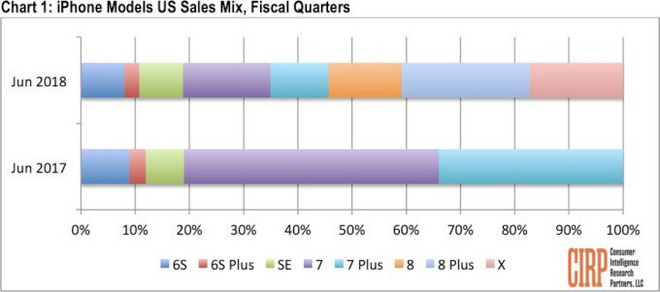 Chart 1: iPhone Models US Sales Mix, Fiscal Quarters
Jun 2018
Jun 2017
0% 10% 20% 30% 40% 50% 60% 70% 80% 90% 100%
6S 6S Plus SE 7 7 Plus 8 8 Plus X
CIRP
Consumer
Intelligence
Research
Partners, LLC